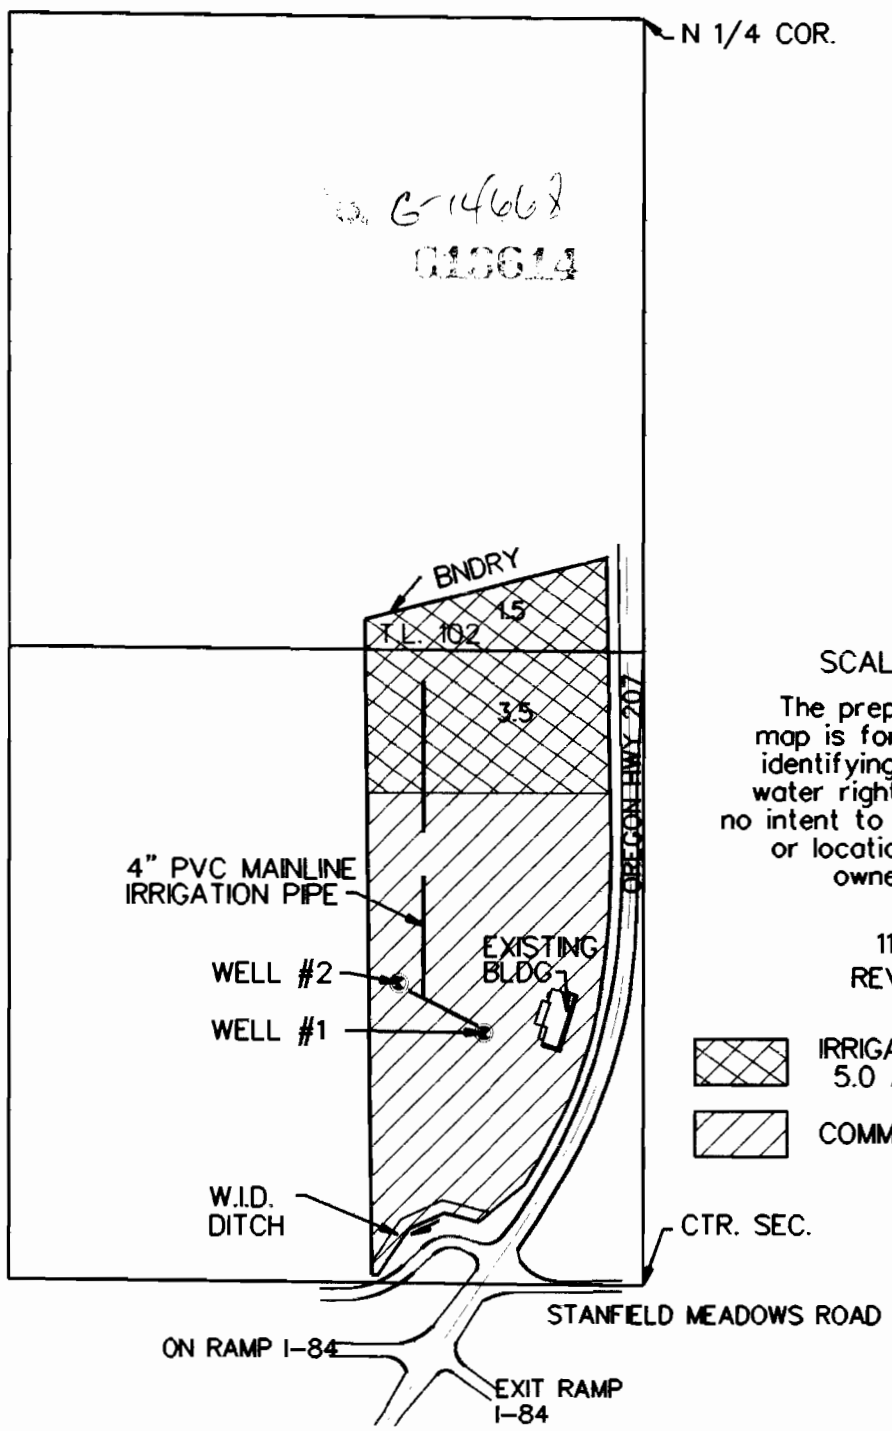 N 1/4 COR.
G-14668
BNDRY
1.5
T.L. 102
3.5
OREGON HWY 207
SCAL
The prep
map is for
identifying
water right
no intent to
or locatio
owne
4" PVC MAINLINE
IRRIGATION PIPE
EXISTING
BLDG
11
REV
WELL #2
WELL #1
IRRIGA
5.0
COMM
W.I.D.
DITCH
CTR. SEC.
STANFIELD MEADOWS ROAD
ON RAMP I-84
EXIT RAMP
I-84